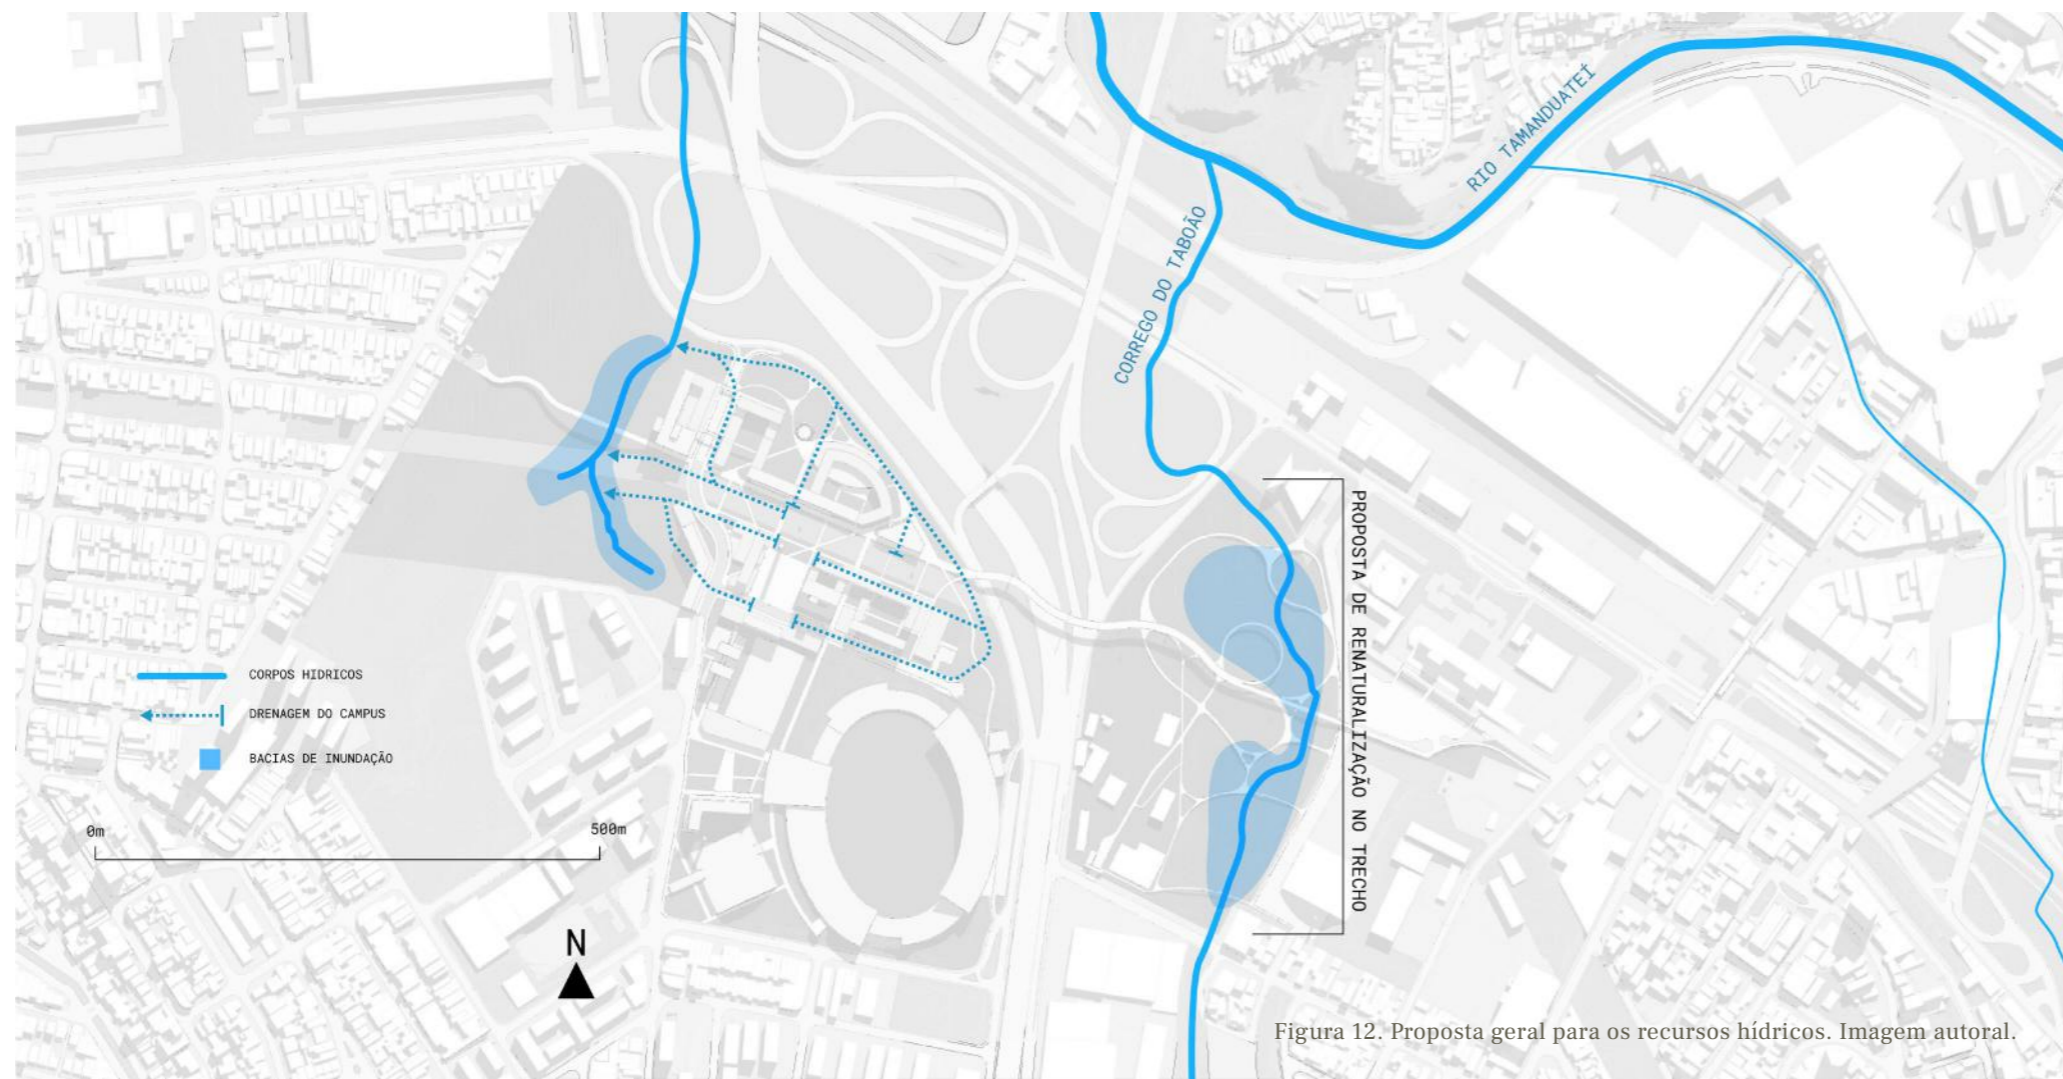 RIO TAMANDUATEÍ
CORREGO DO TABOÃO
PROPOSTA DE RENATURALIZAÇÃO NO TRECHO
CORPOS HIDRICOS
DRENAGEM DO CAMPUS
BACIAS DE INUNDAÇÃO
0m
500m
N
Figura 12. Proposta geral para os recursos hídricos. Imagem autoral.